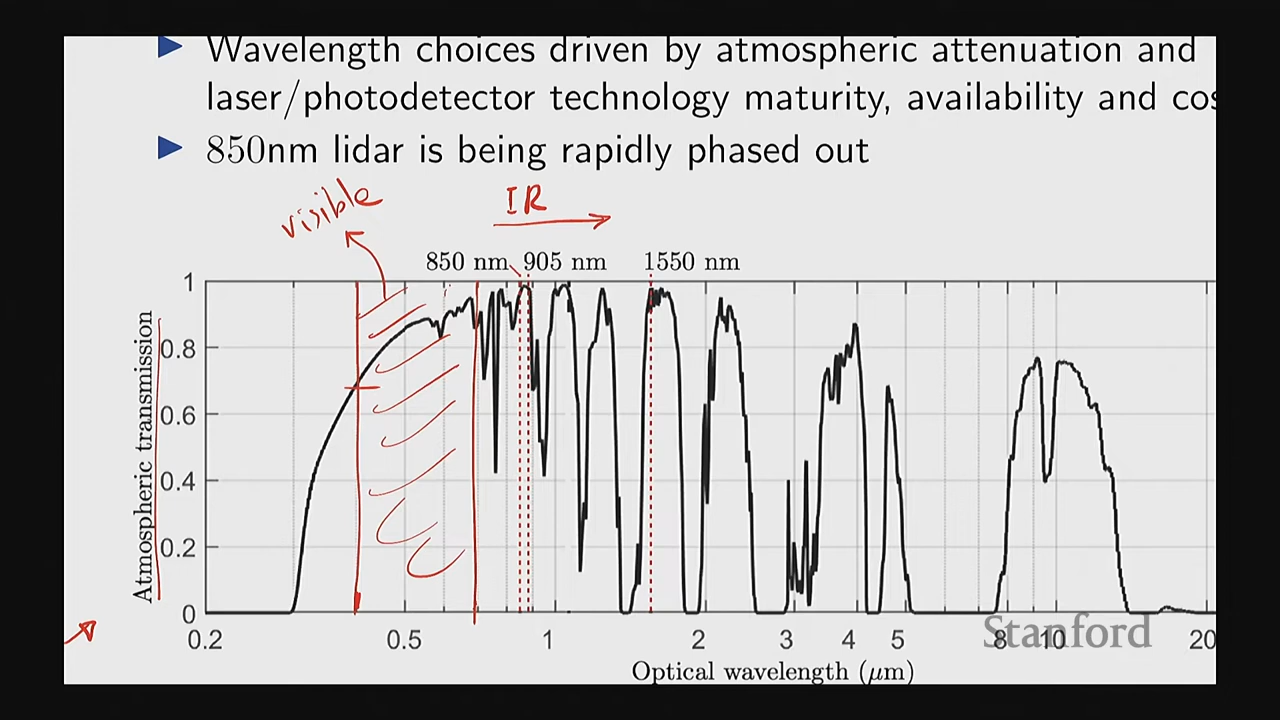 Wavelength choices driven by atmospheric attenuation and
laser/photodetector technology maturity, availability and cos
850nm lidar is being rapidly phased out
visible
IR
850 nm 905 nm 1550 nm
1
0.8
0.6
0.4
0.2
0
Atmospheric transmission
0.2 0.5 1 2 3 4 5 8 10 20
Stanford
Optical wavelength (μm)